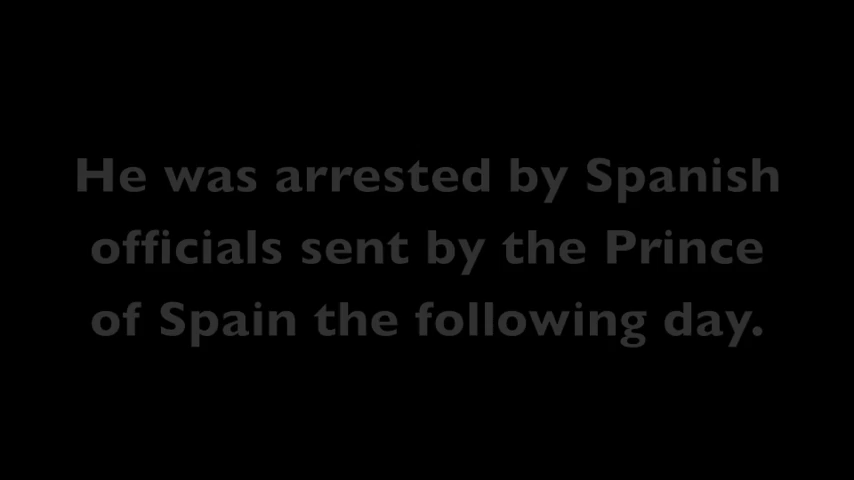 He was arrested by Spanish
officials sent by the Prince
of Spain the following day.